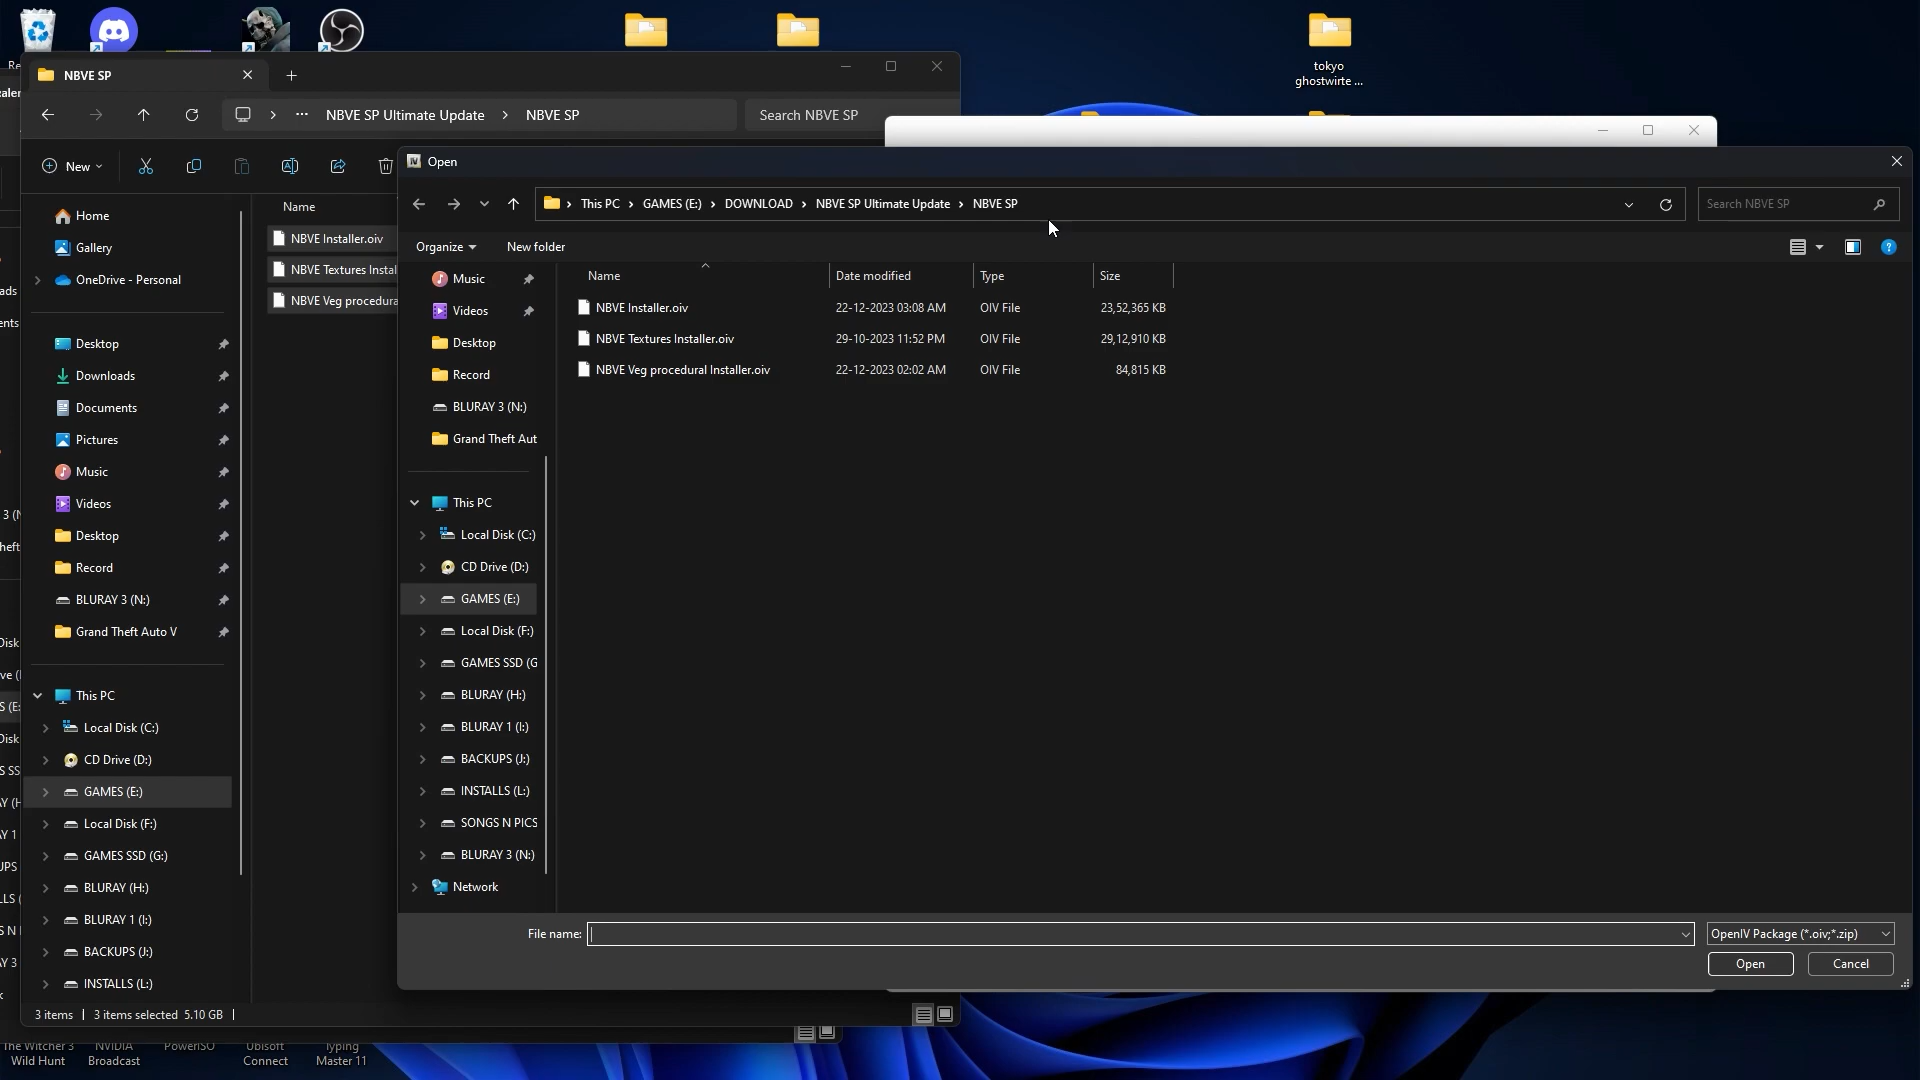 tokyo
ghostwirte ...
NBVE SP
NBVE SP Ultimate Update
NBVE SP
Search NBVE SP
New
Open
This PC
GAMES (E:)
DOWNLOAD
NBVE SP Ultimate Update
NBVE SP
Search NBVE SP
Organize
New folder
Name
NBVE Installer.oiv
NBVE Textures Instal
NBVE Veg procedura
Home
Gallery
OneDrive - Personal
Desktop
Downloads
Documents
Pictures
Music
Videos
Desktop
Record
BLURAY 3 (N:)
Grand Theft Auto V
This PC
Local Disk (C:)
CD Drive (D:)
GAMES (E:)
Local Disk (F:)
GAMES SSD (G:)
BLURAY (H:)
BLURAY 1 (I:)
BACKUPS (J:)
INSTALLS (L:)
3 items
3 items selected 5.10 GB
Music
Videos
Desktop
Record
BLURAY 3 (N:)
Grand Theft Aut
This PC
Local Disk (C:)
CD Drive (D:)
GAMES (E:)
Local Disk (F:)
GAMES SSD (G
BLURAY (H:)
BLURAY 1 (I:)
BACKUPS (J:)
INSTALLS (L:)
SONGS N PICS
BLURAY 3 (N:)
Network
Name Date modified Type Size
NBVE Installer.oiv 22-12-2023 03:08 AM OIV File 23,52,365 KB
NBVE Textures Installer.oiv 29-10-2023 11:52 PM OIV File 29,12,910 KB
NBVE Veg procedural Installer.oiv 22-12-2023 02:02 AM OIV File 84,815 KB
File name:
OpenIV Package (*.oiv;*.zip)
Open
Cancel
The Witcher 3
Wild Hunt
NVIDIA
Broadcast
PowerISO
Ubisoft
Connect
Typing
Master 11